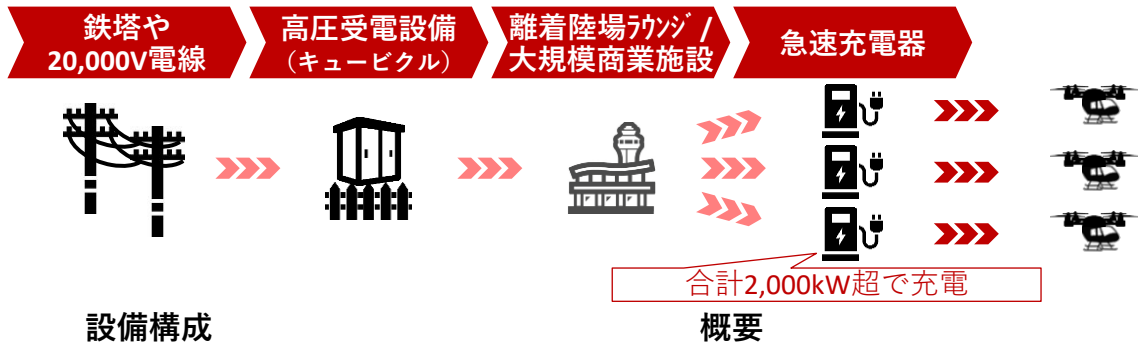 鉄塔や
20,000V電線
高圧受電設備
（キュービクル）
離着陸場ﾗｳﾝｼﾞ /
大規模商業施設
急速充電器
合計2,000kW超で充電
設備構成
概要